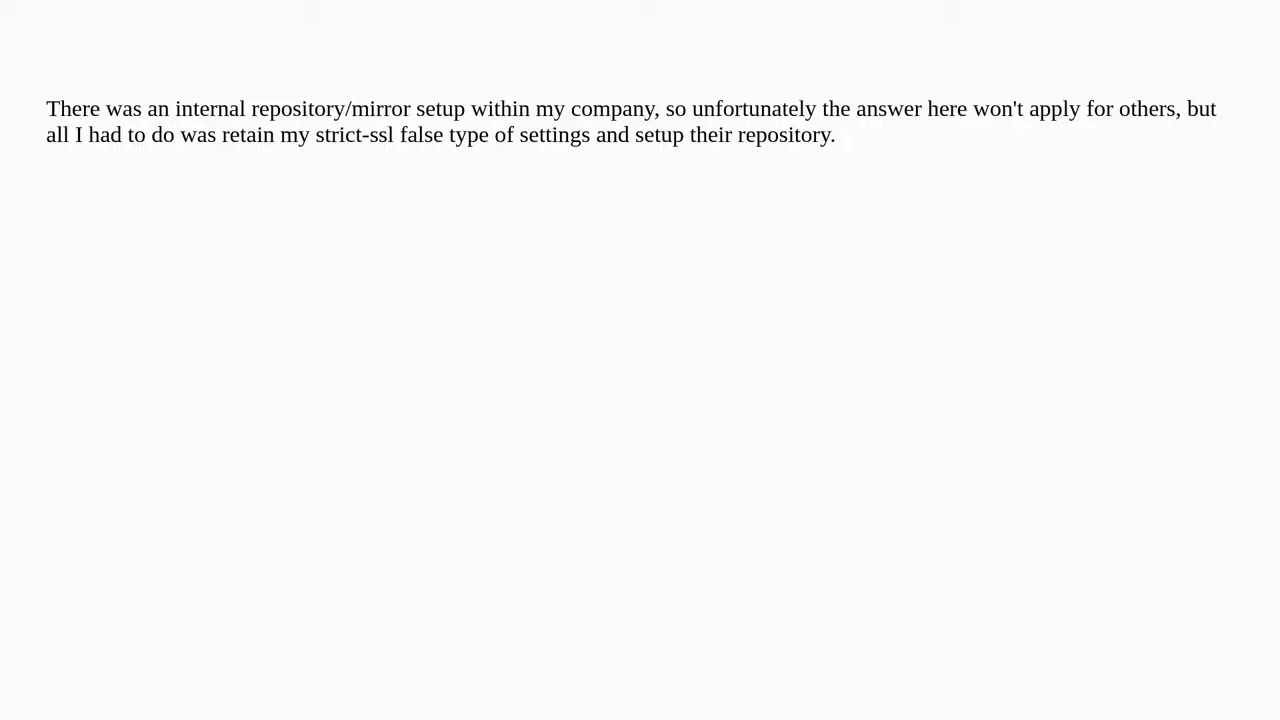 There was an internal repository/mirror setup within my company, so unfortunately the answer here won't apply for others, but
all I had to do was retain my strict-ssl false type of settings and setup their repository.